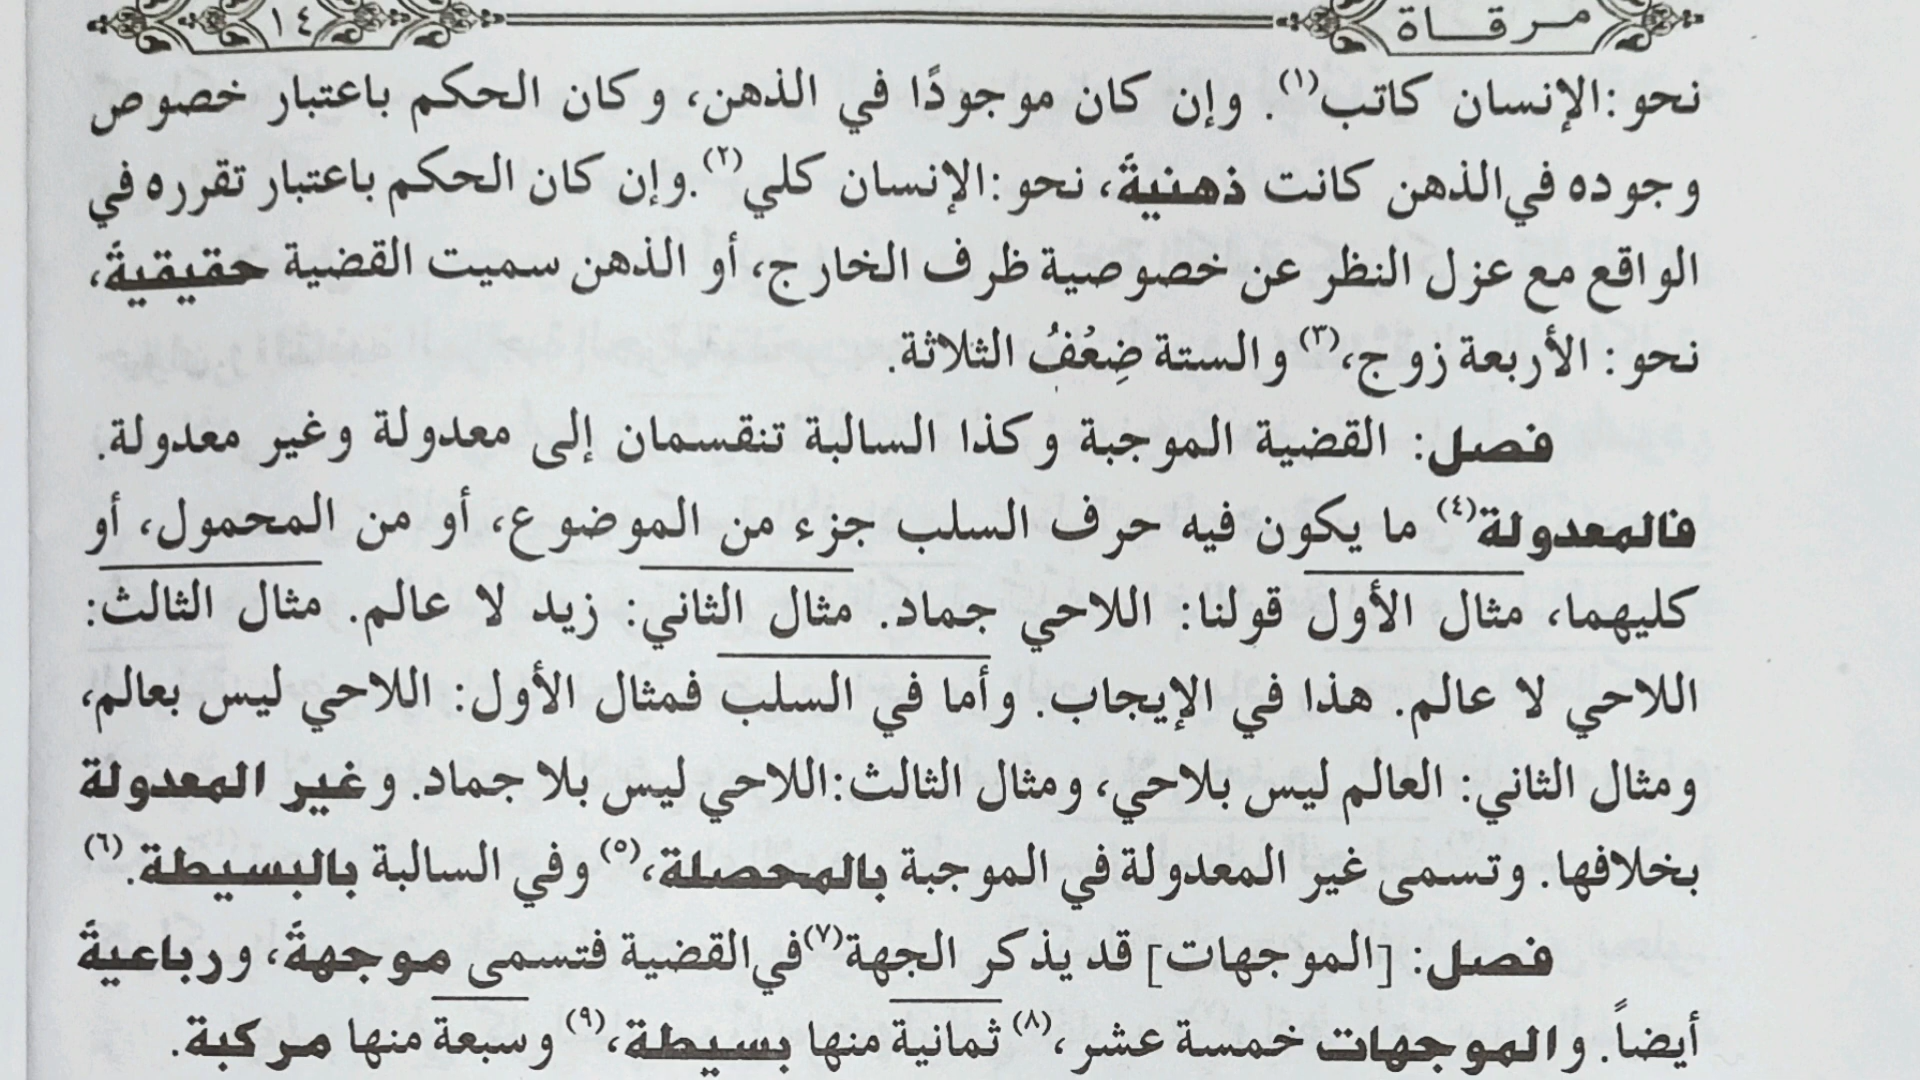 مرقاة ١٤
نحو: الإنسان كاتب(١). وإن كان موجودًا في الذهن، وكان الحكم باعتبار خصوص
وجوده في الذهن كانت ذهنيةً، نحو: الإنسان كلي(٢). وإن كان الحكم باعتبار تقرره في
الواقع مع عزل النظر عن خصوصية ظرف الخارج، أو الذهن سميت القضية حقيقيةً،
نحو: الأربعة زوج،(٣) والستة ضِعْفُ الثلاثة.
فصل: القضية الموجبة وكذا السالبة تنقسمان إلى معدولة وغير معدولة.
فالمعدولة(٤) ما يكون فيه حرف السلب جزء من الموضوع، أو من المحمول، أو
كليهما، مثال الأول قولنا: اللاحي جماد. مثال الثاني: زيد لا عالم. مثال الثالث:
اللاحي لا عالم. هذا في الإيجاب. وأما في السلب فمثال الأول: اللاحي ليس بعالم،
ومثال الثاني: العالم ليس بلاحي، ومثال الثالث: اللاحي ليس بلا جماد. وغير المعدولة
بخلافها. وتسمى غير المعدولة في الموجبة بالمحصلة،(٥) وفي السالبة بالبسيطة.(٦)
فصل: [الموجهات] قد يذكر الجهة(٧) في القضية فتسمى موجهةً، ورباعيةً
أيضاً. والموجهات خمسة عشر،(٨) ثمانية منها بسيطة،(٩) وسبعة منها مركبة.